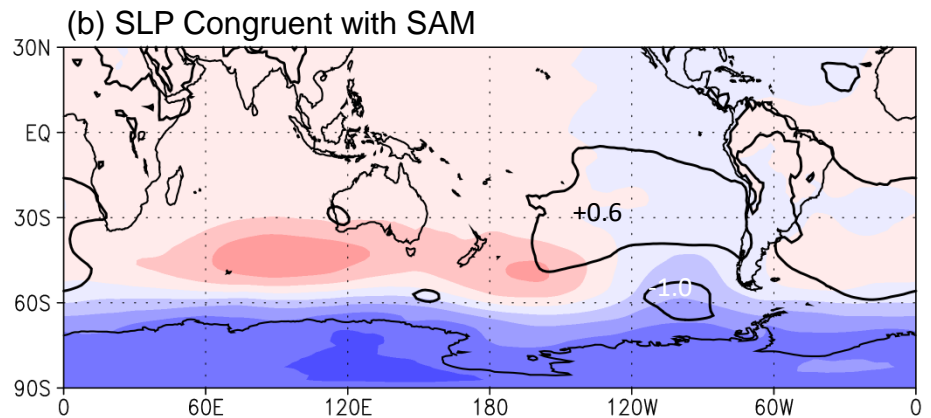 (b) SLP Congruent with SAM
30N
EQ
30S
60S
90S
+0.6
-1.0
0 60E 120E 180 120W 60W 0